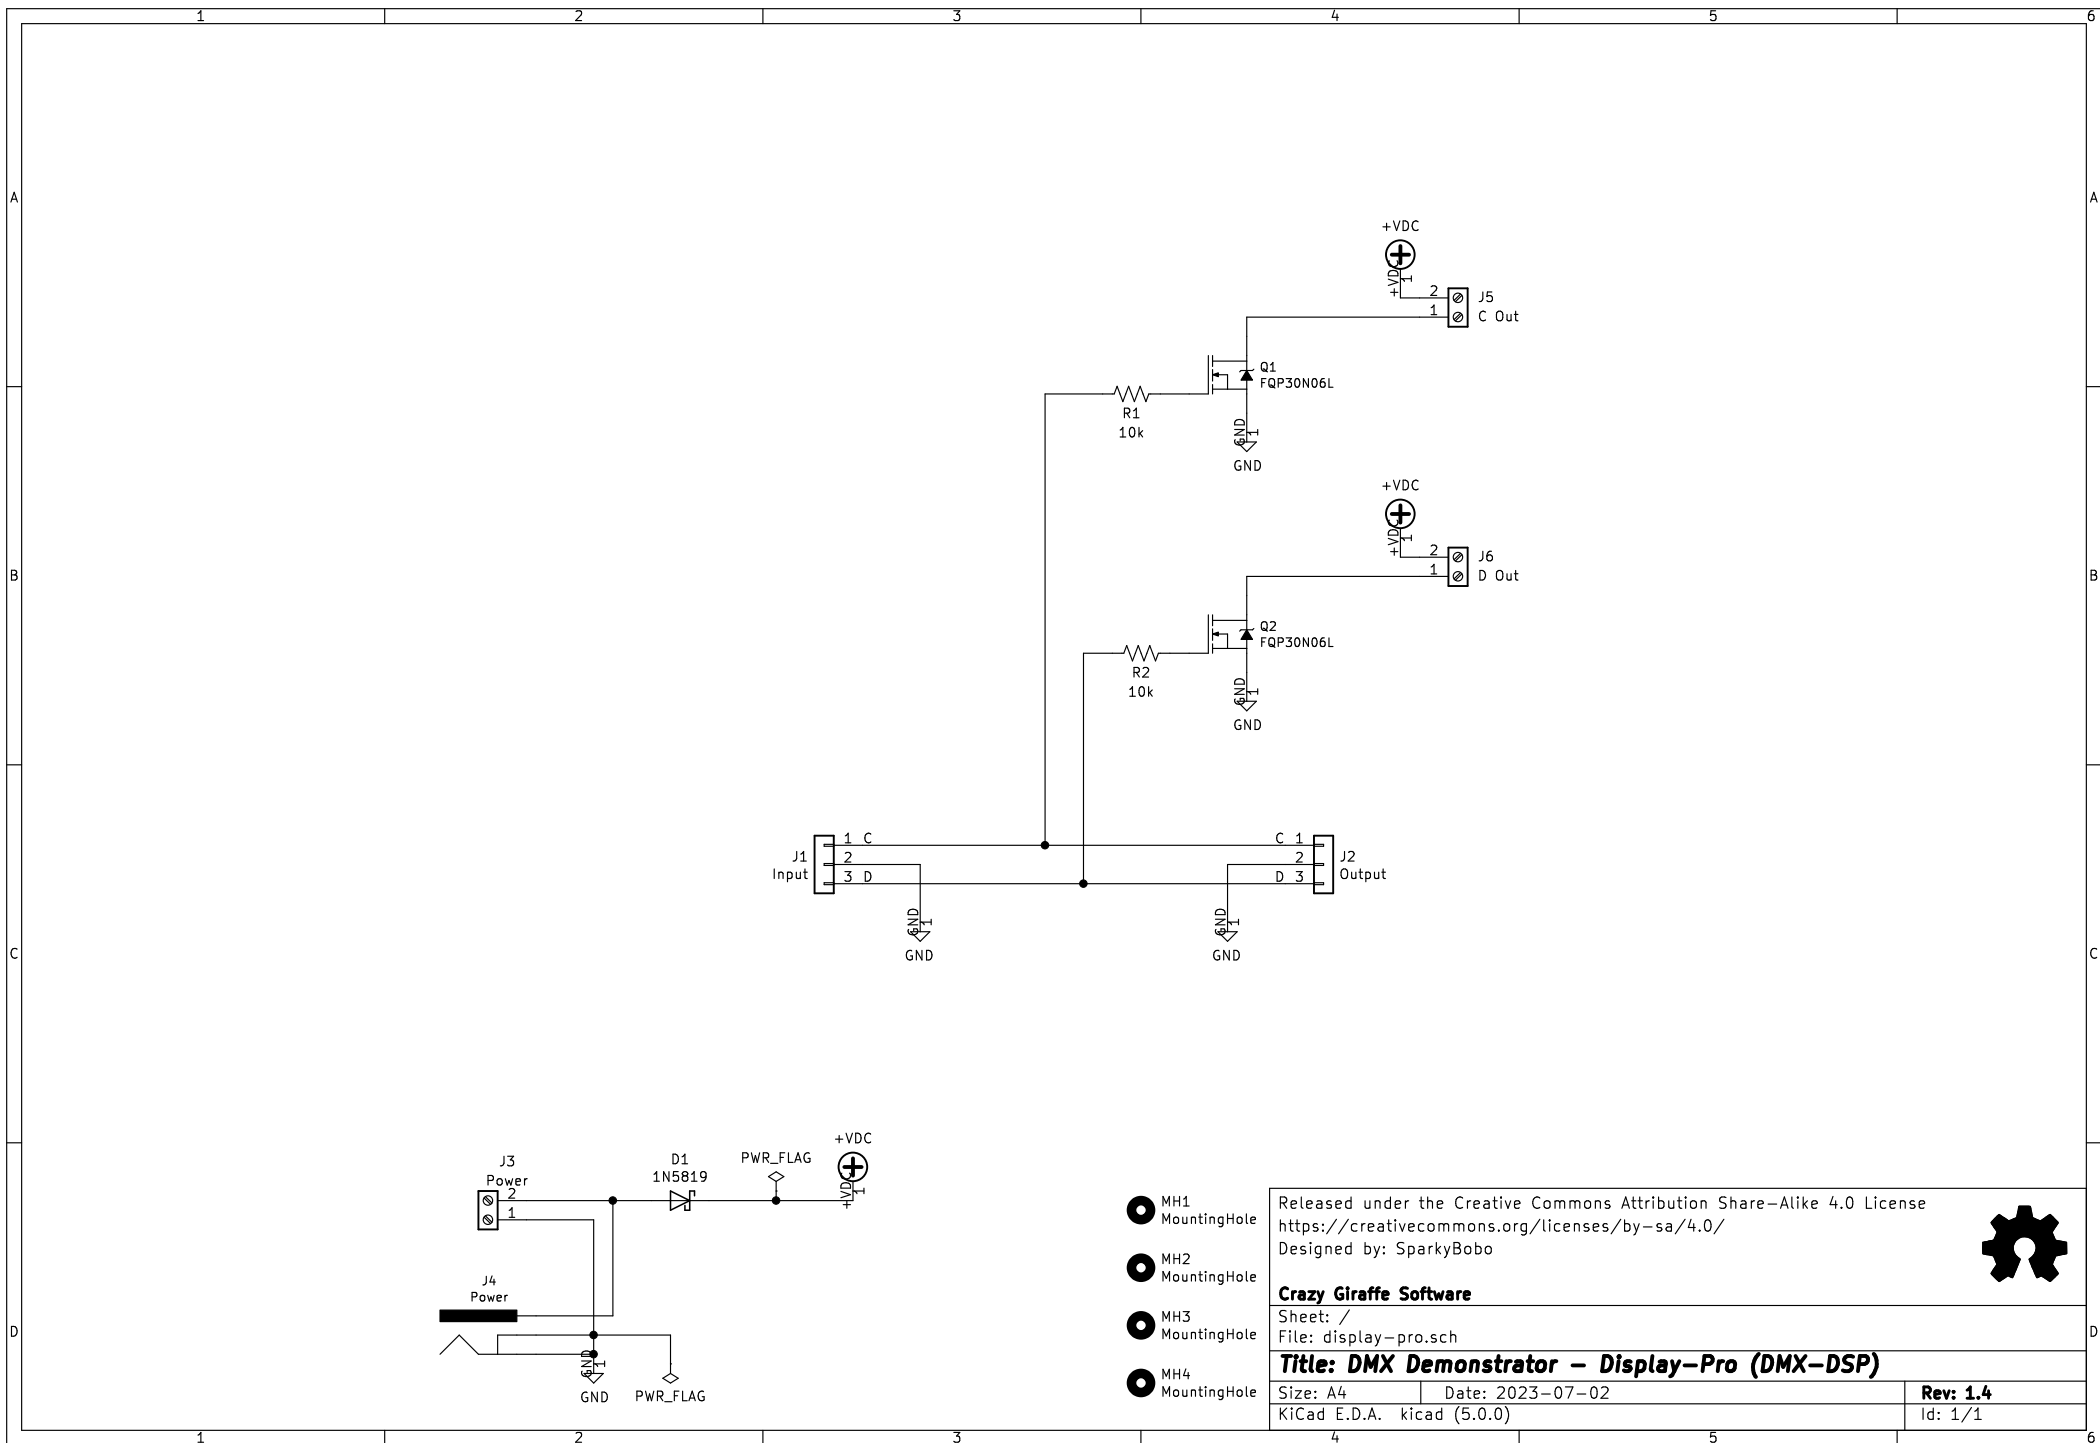 1 2 3 4 5 6
A A
+VDC
+VDC 1
2 J5
1 C Out
Q1
FQP30N06L
R1
10k
GND 1
GND
+VDC
+VDC 1
B B
2 J6
1 D Out
Q2
FQP30N06L
R2
10k
GND 1
GND
1 C C 1
J1 2 2 J2
Input 3 D D 3 Output
GND 1 GND 1
GND GND
C C
+VDC
J3 D1 PWR_FLAG
Power 1N5819
2 +VDC 1
1
J4
Power
GND 1
GND PWR_FLAG
MH1
MountingHole
MH2
MountingHole
MH3
MountingHole
MH4
MountingHole
Released under the Creative Commons Attribution Share-Alike 4.0 License
https://creativecommons.org/licenses/by-sa/4.0/
Designed by: SparkyBobo
Crazy Giraffe Software
Sheet: /
File: display-pro.sch
D D
Title: DMX Demonstrator - Display-Pro (DMX-DSP)
Size: A4 Date: 2023-07-02 Rev: 1.4
KiCad E.D.A. kicad (5.0.0) Id: 1/1
1 2 3 4 5 6